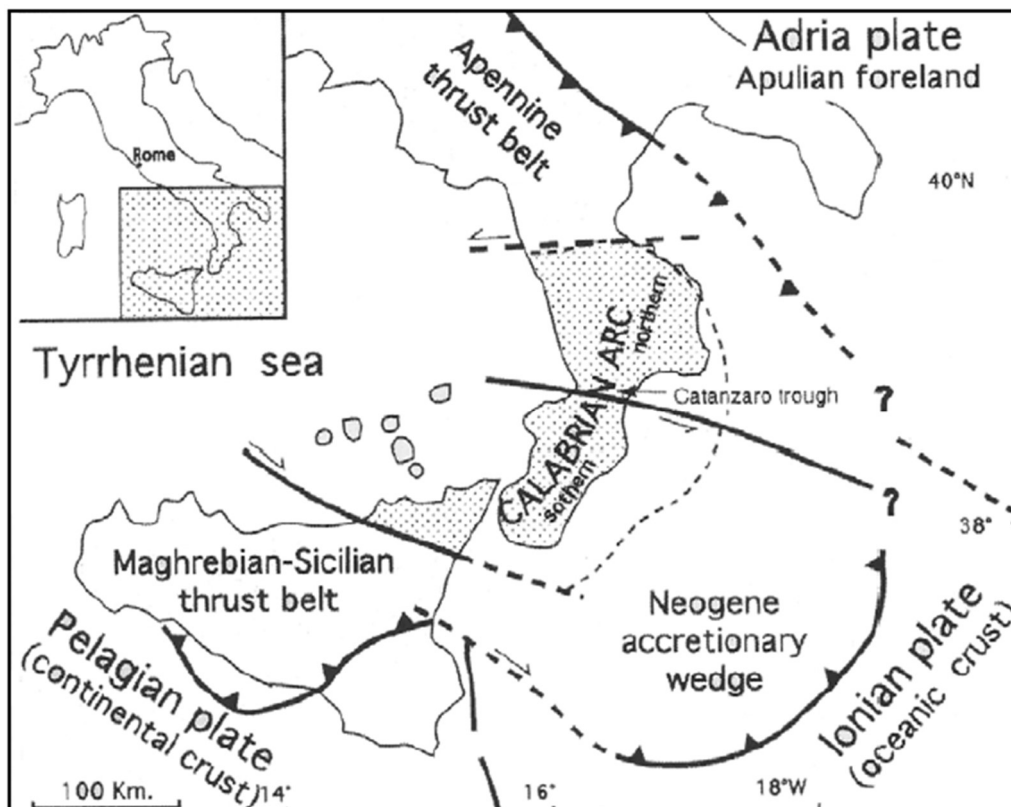 Adria plate
Apulian foreland
Apennine
thrust belt
Rome
40°N
Tyrrhenian sea
CALABRIAN ARC
northern
sothern
Catanzaro trough
?
?
38°
Maghrebian-Sicilian
thrust belt
Neogene
accretionary
wedge
Pelagian plate
(continental crust)
Ionian plate
(oceanic crust)
100 Km.
14°
16°
18°W